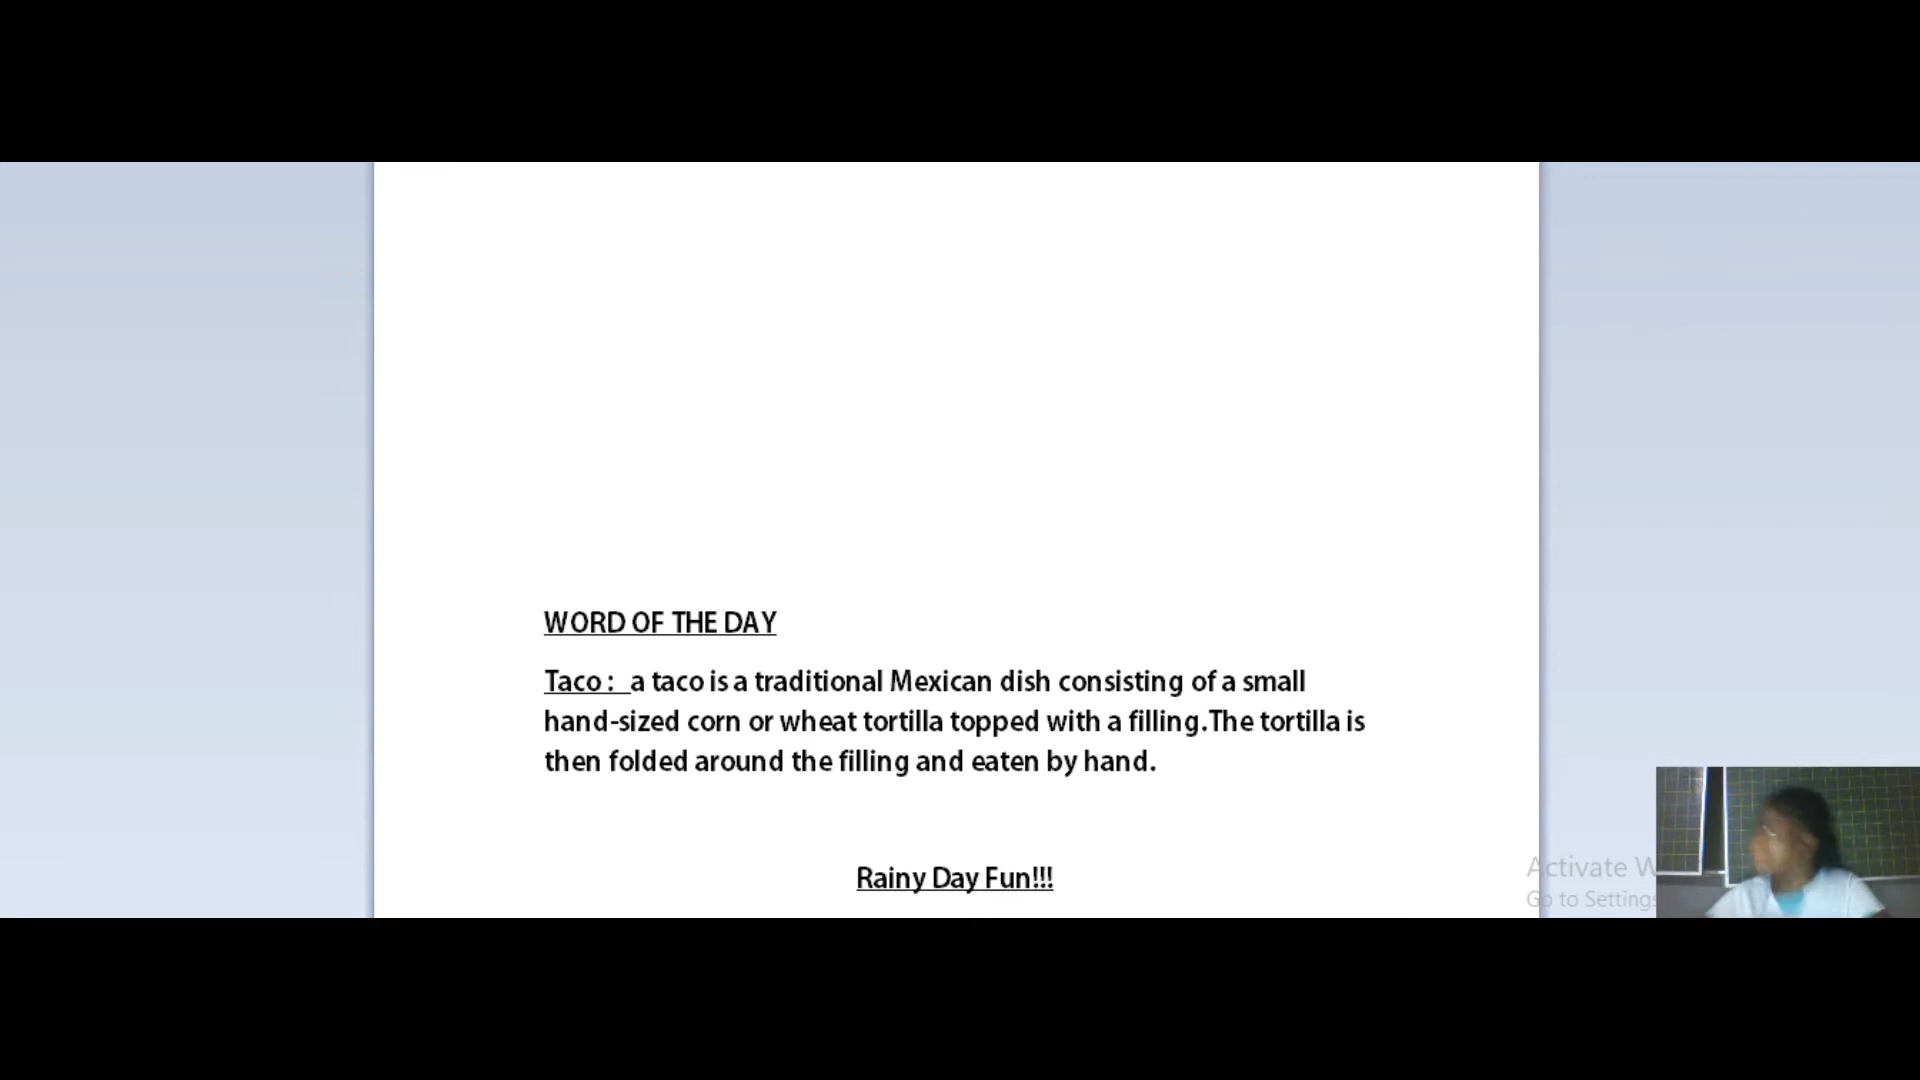 WORD OF THE DAY
Taco : a taco is a traditional Mexican dish consisting of a small
hand-sized corn or wheat tortilla topped with a filling.The tortilla is
then folded around the filling and eaten by hand.
Rainy Day Fun!!!
Activate W
Go to Settings